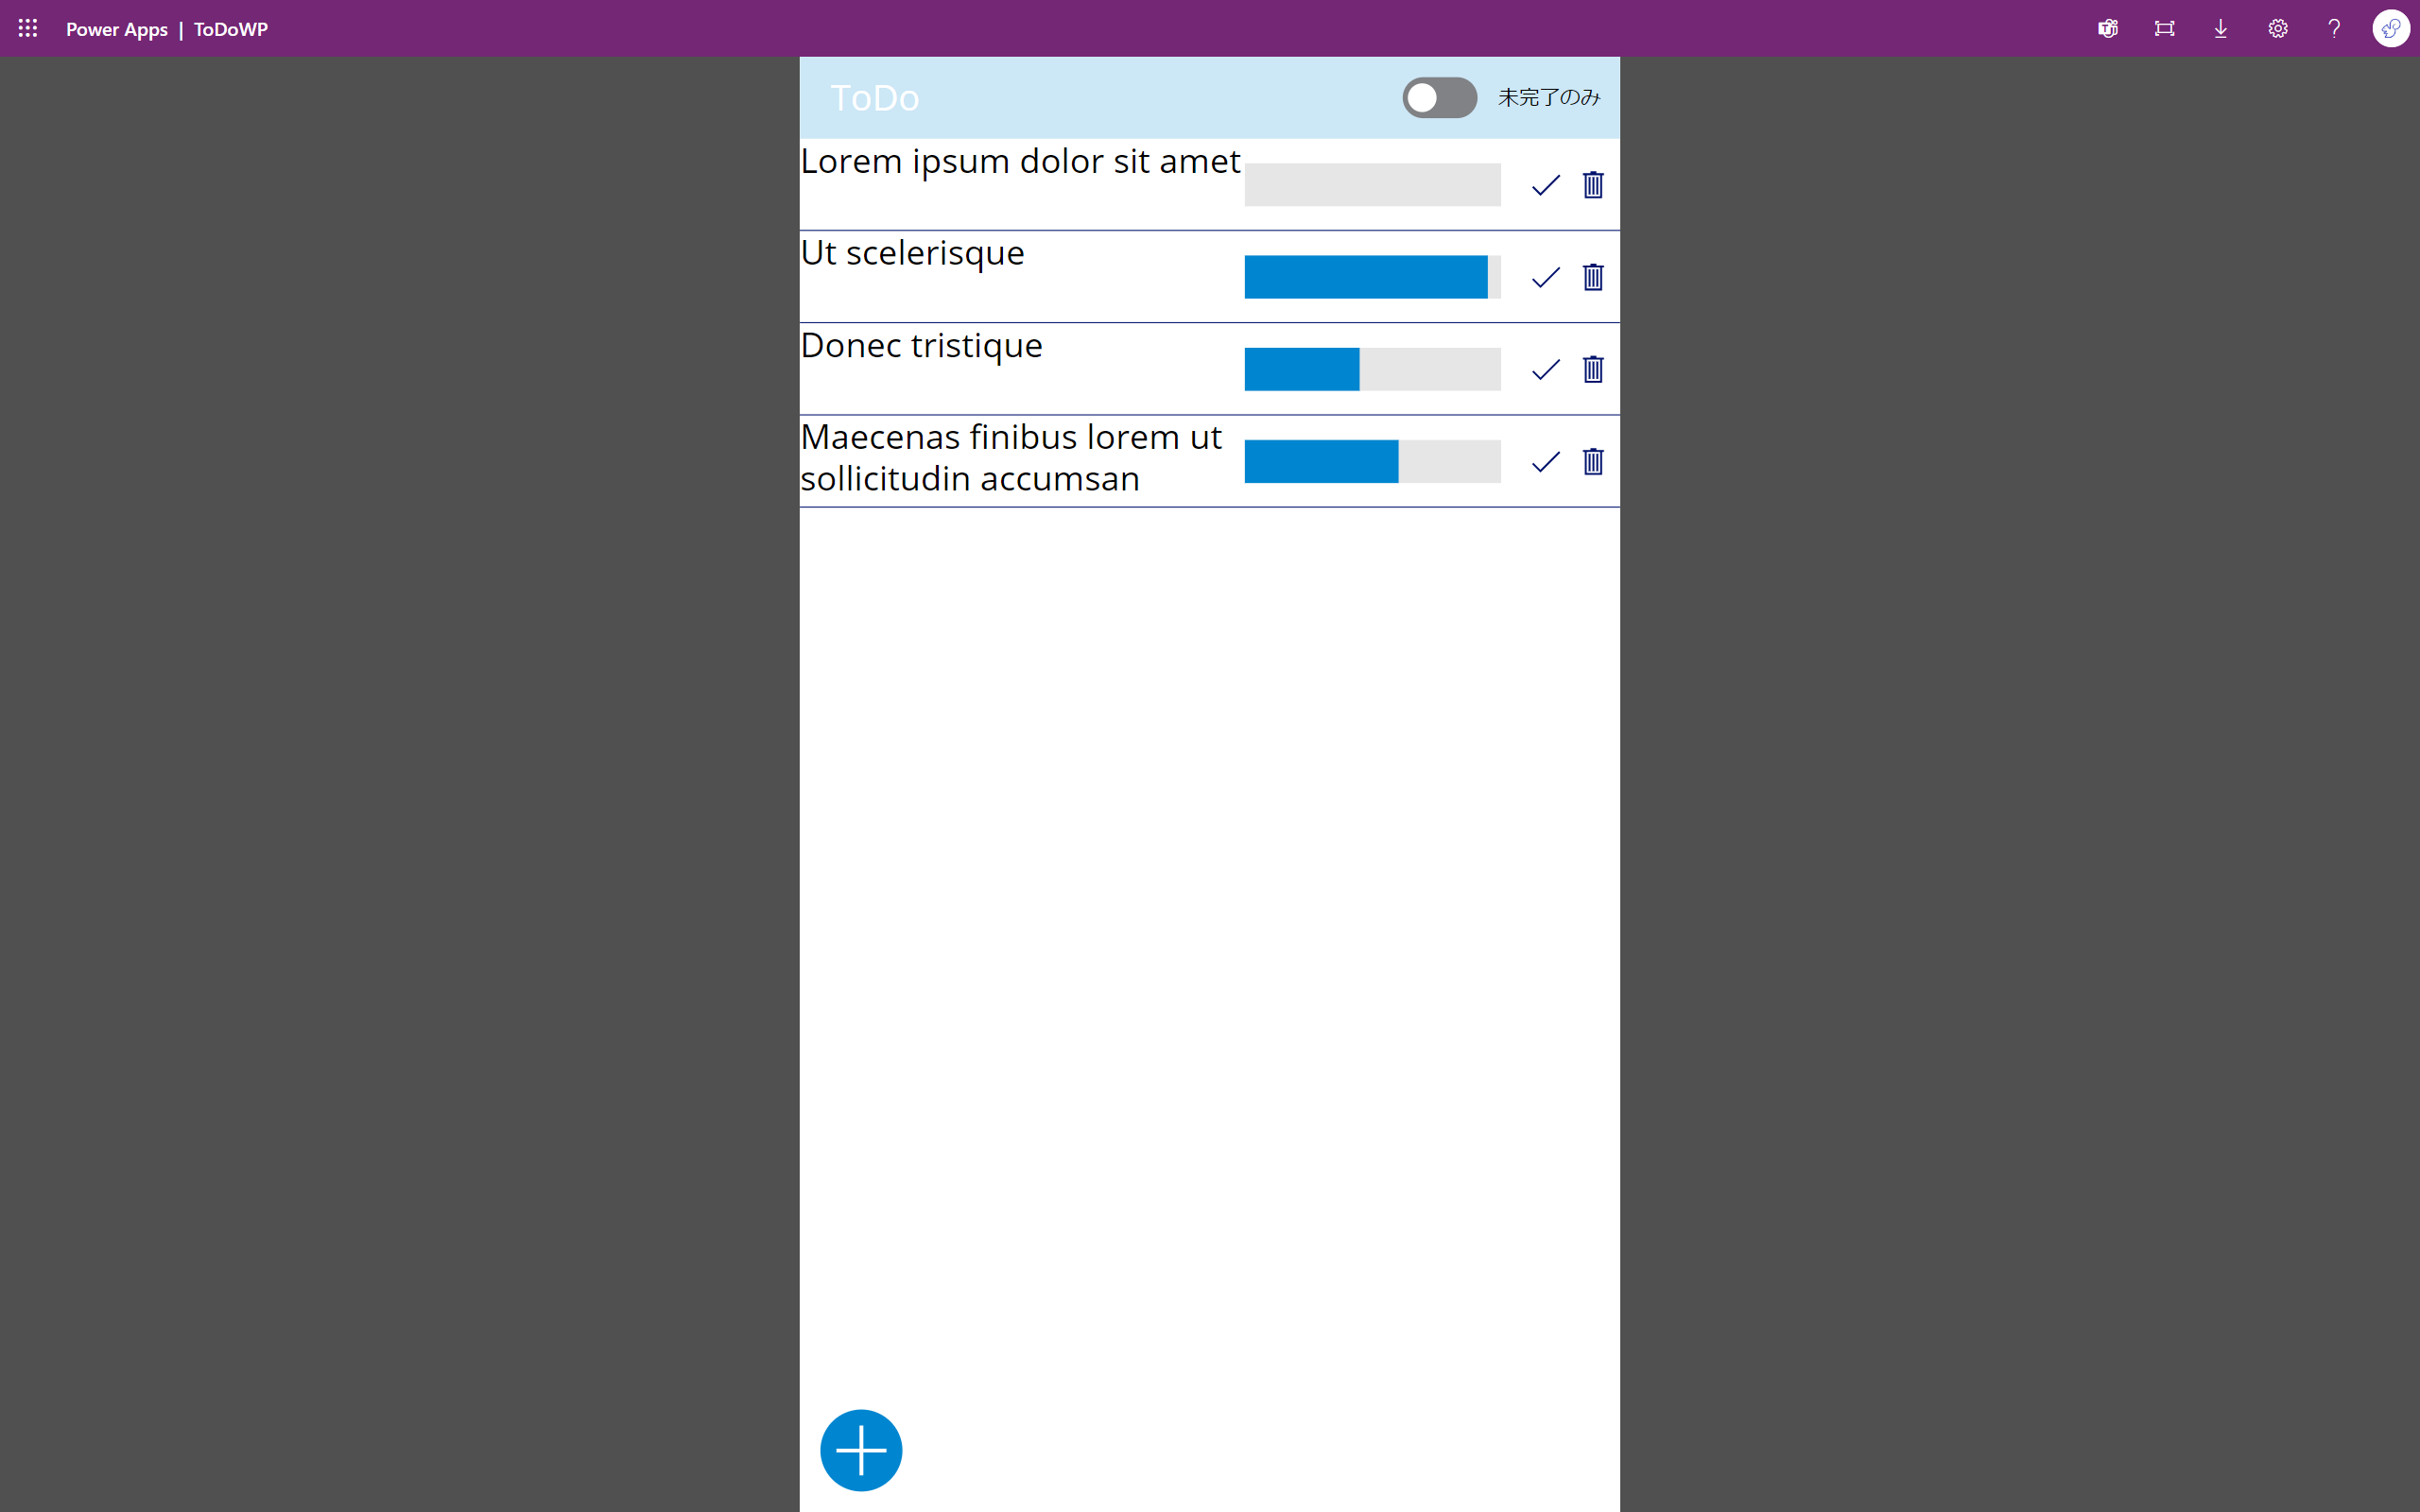 Power Apps | ToDoWP
ToDo
未完了のみ
Lorem ipsum dolor sit amet
Ut scelerisque
Donec tristique
Maecenas finibus lorem ut
sollicitudin accumsan